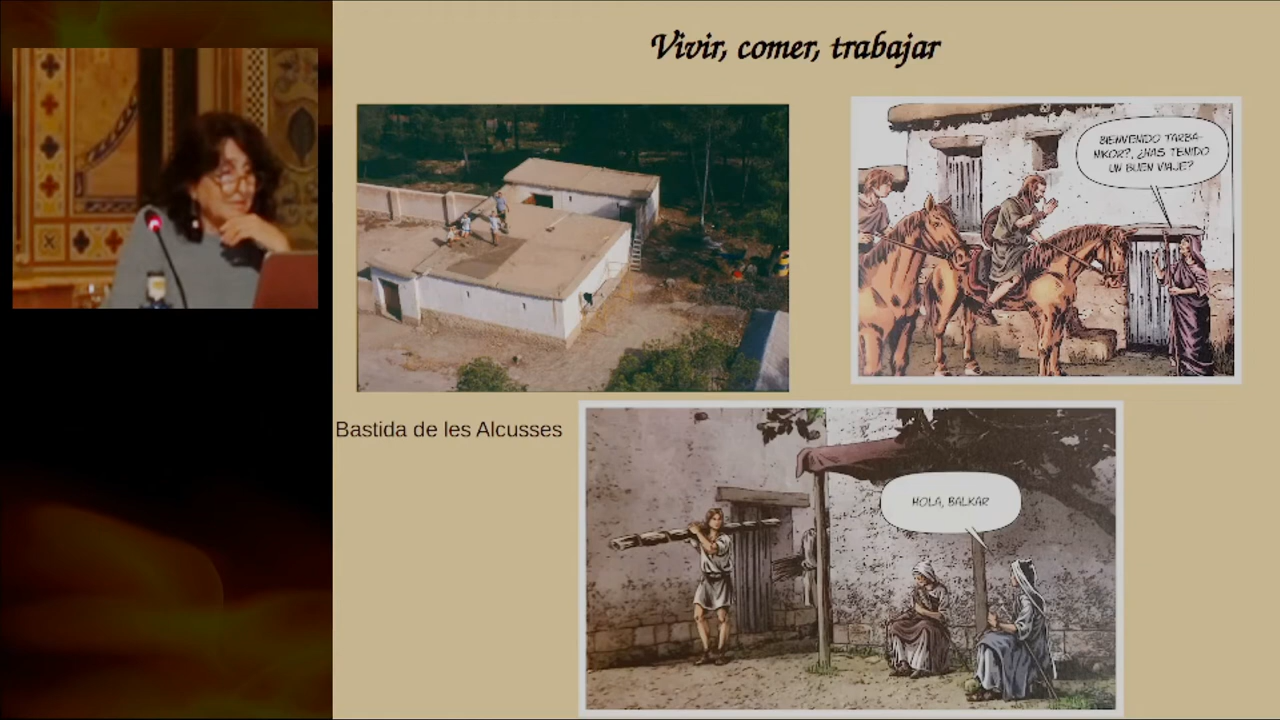 Vivir, comer, trabajar
BIENVENIDO TARBA-
NIKOR?, ¿HAS TENIDO
UN BUEN VIAJE?
Bastida de les Alcusses
HOLA, BALKAR